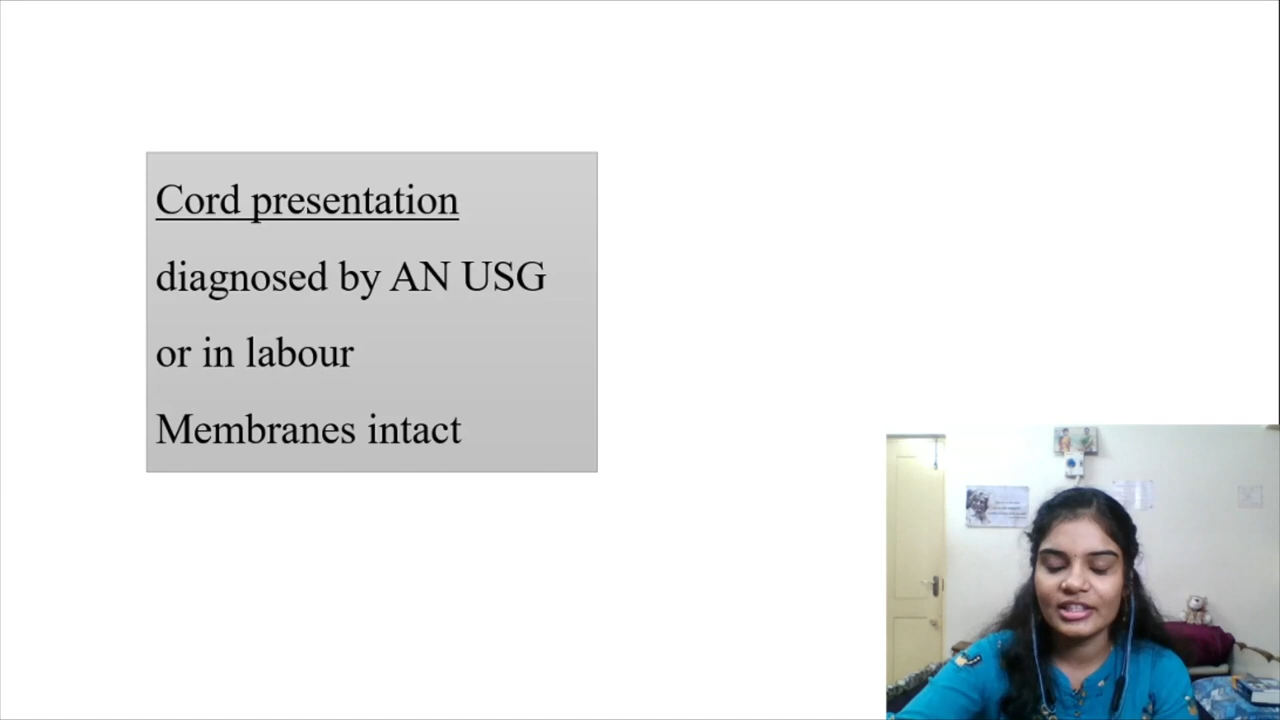 Cord presentation
diagnosed by AN USG
or in labour
Membranes intact